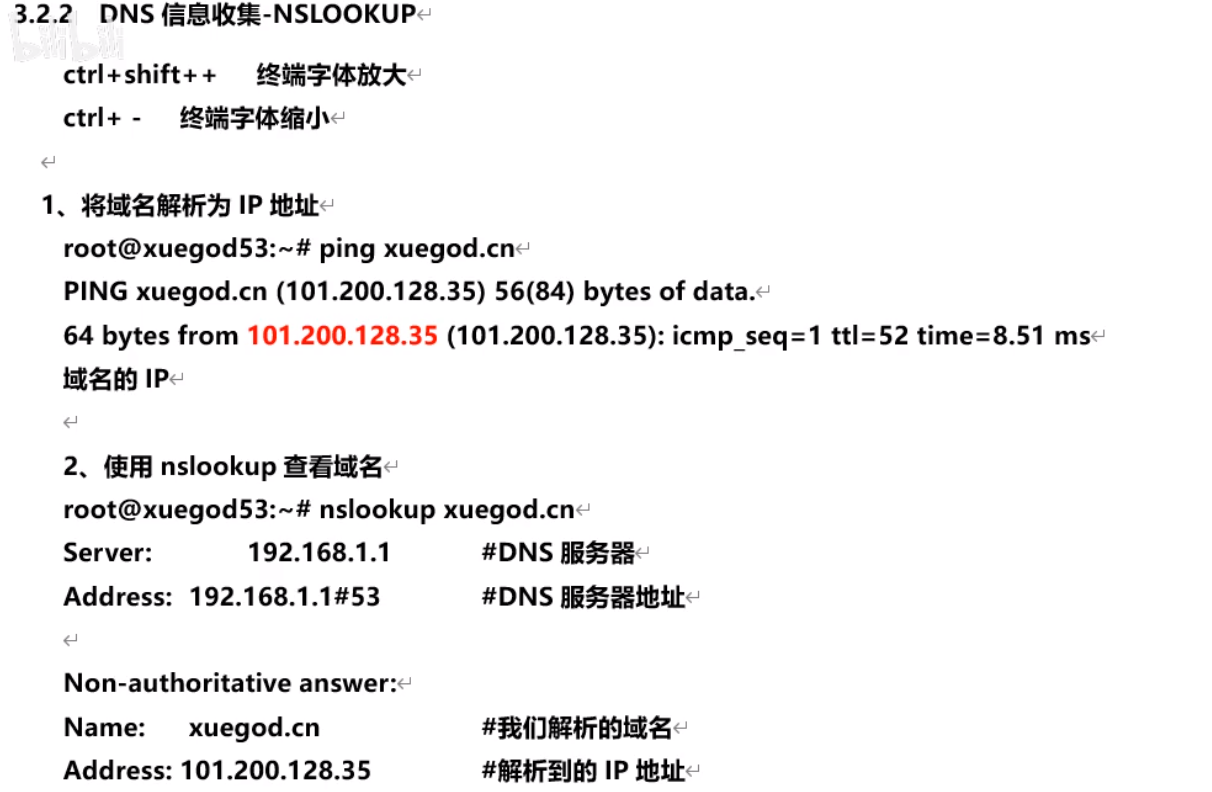 3.2.2 DNS 信息收集-NSLOOKUP↵
bilibili
ctrl+shift++ 终端字体放大↵
ctrl+ - 终端字体缩小↵
↵
1、将域名解析为 IP 地址↵
root@xuegod53:~# ping xuegod.cn↵
PING xuegod.cn (101.200.128.35) 56(84) bytes of data.↵
64 bytes from 101.200.128.35 (101.200.128.35): icmp_seq=1 ttl=52 time=8.51 ms↵
域名的 IP↵
↵
2、使用 nslookup 查看域名↵
root@xuegod53:~# nslookup xuegod.cn↵
Server: 192.168.1.1 #DNS 服务器↵
Address: 192.168.1.1#53 #DNS 服务器地址↵
↵
Non-authoritative answer:↵
Name: xuegod.cn #我们解析的域名↵
Address: 101.200.128.35 #解析到的 IP 地址↵